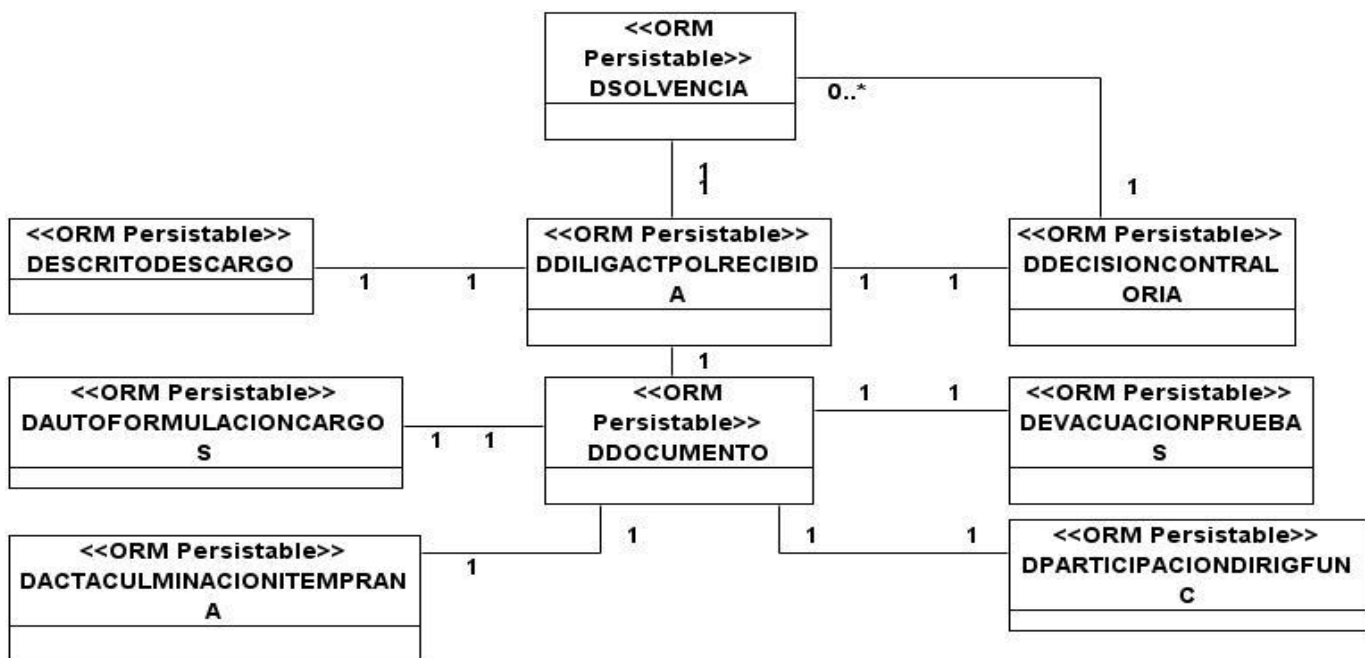 <<ORM
Persistable>>
DSOLVENCIA
0..*
1
1
1
<<ORM Persistable>>
DESCRITODESCARGO
1
1
<<ORM Persistable>>
DDILIGACTPOLRECIBID
A
1
1
<<ORM Persistable>>
DDECISIONCONTRAL
ORIA
1
<<ORM Persistable>>
DAUTOFORMULACIONCARGO
S
1
1
<<ORM
Persistable>>
DDOCUMENTO
1
1
<<ORM Persistable>>
DEVACUACIONPRUEBA
S
<<ORM Persistable>>
DACTACULMINACIONITEMPRAN
A
1
1
1
1
<<ORM Persistable>>
DPARTICIPACIONDIRIGFUN
C